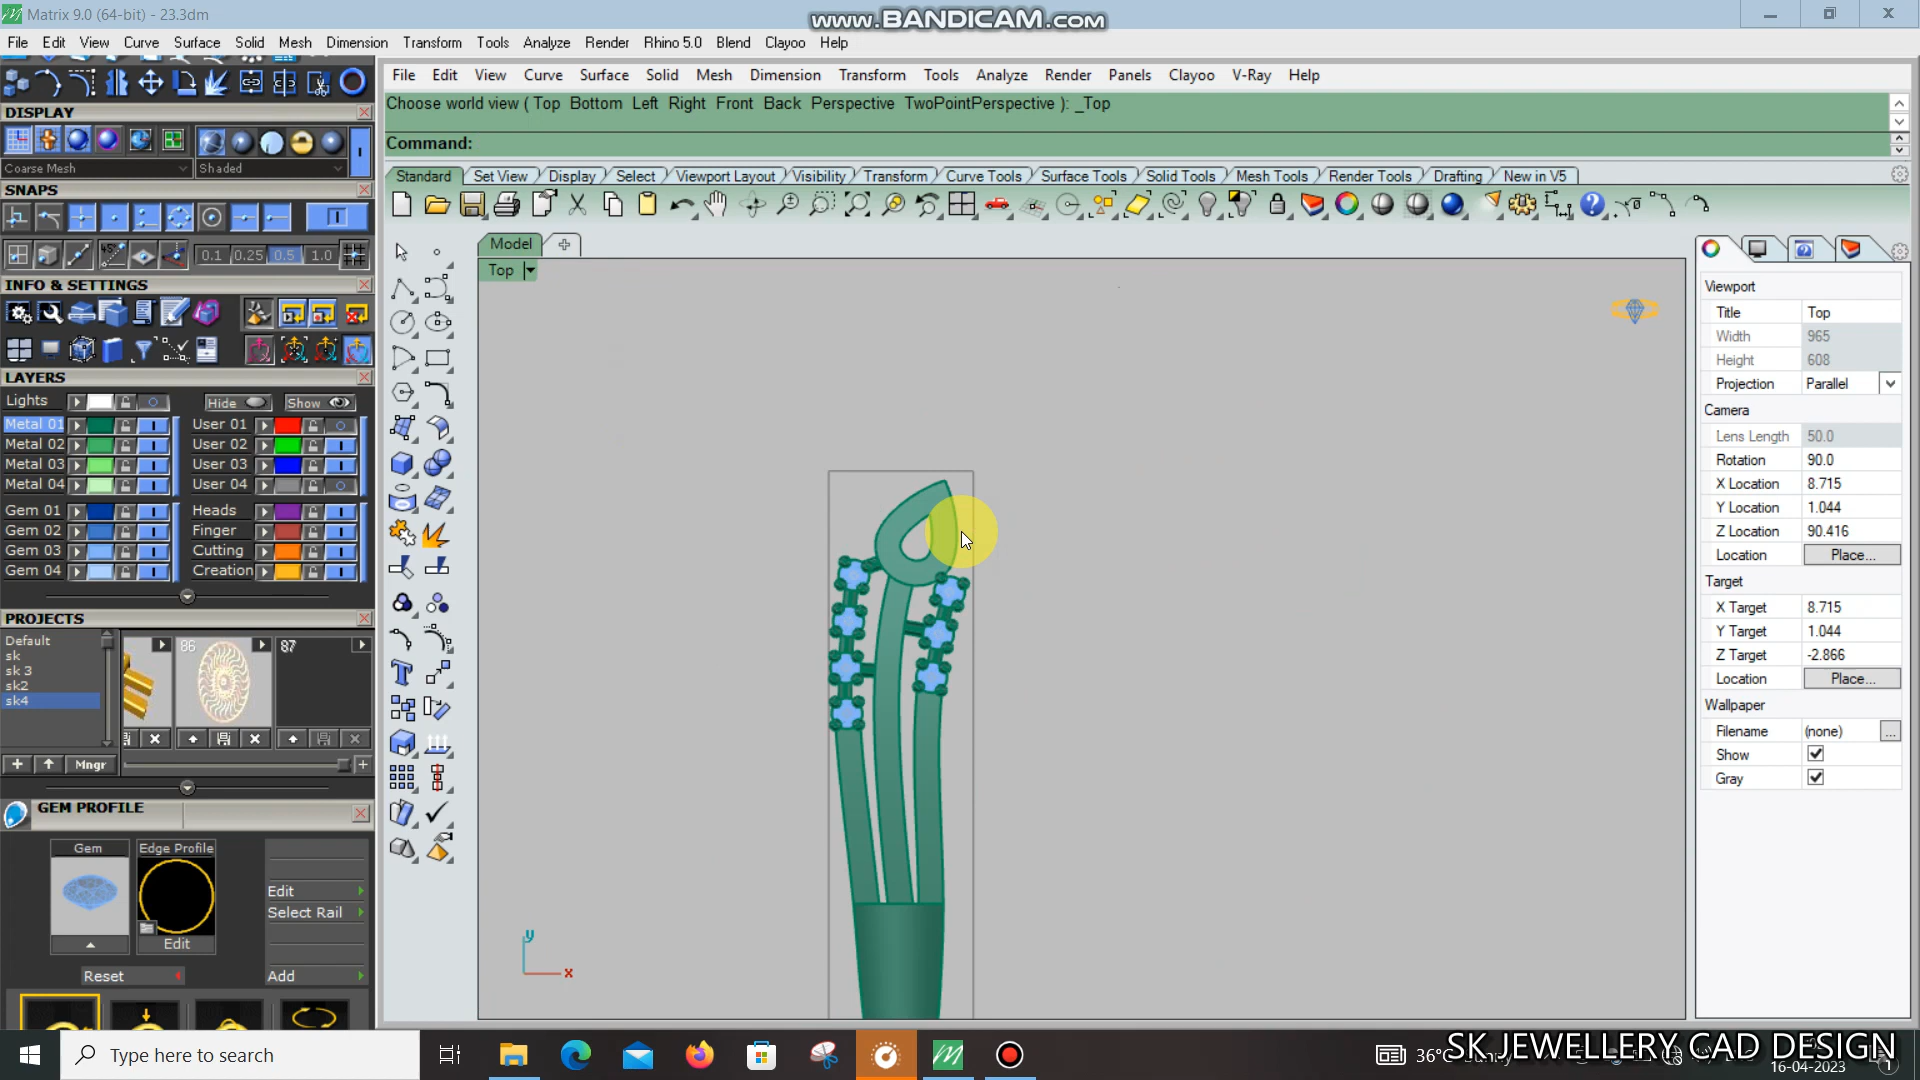 Matrix 9.0 (64-bit) - 23.3dm
www.BANDICAM.com
File Edit View Curve Surface Solid Mesh Dimension Transform Tools Analyze Render Rhino 5.0 Blend Clayoo Help
File Edit View Curve Surface Solid Mesh Dimension Transform Tools Analyze Render Panels Clayoo V-Ray Help
Choose world view ( Top Bottom Left Right Front Back Perspective TwoPointPerspective ): _Top
Command:
Standard Set View Display Select Viewport Layout Visibility Transform Curve Tools Surface Tools Solid Tools Mesh Tools Render Tools Drafting New in V5
DISPLAY
Coarse Mesh Shaded
SNAPS
0.1 0.25 0.5 1.0
INFO & SETTINGS
LAYERS
Lights Hide Show
Metal 01 User 01
Metal 02 User 02
Metal 03 User 03
Metal 04 User 04
Gem 01 Heads
Gem 02 Finger
Gem 03 Cutting
Gem 04 Creation
PROJECTS
Default
sk
sk 3
sk2
sk4
86 87
Mngr
GEM PROFILE
Gem Edge Profile
Edit
Select Rail
Edit
Reset Add
Model
Top
y
x
Viewport
Title Top
Width 965
Height 608
Projection Parallel
Camera
Lens Length 50.0
Rotation 90.0
X Location 8.715
Y Location 1.044
Z Location 90.416
Location Place...
Target
X Target 8.715
Y Target 1.044
Z Target -2.866
Location Place...
Wallpaper
Filename (none) ...
Show
Gray
Type here to search
36°C
SK JEWELLERY CAD DESIGN
16-04-2023
1